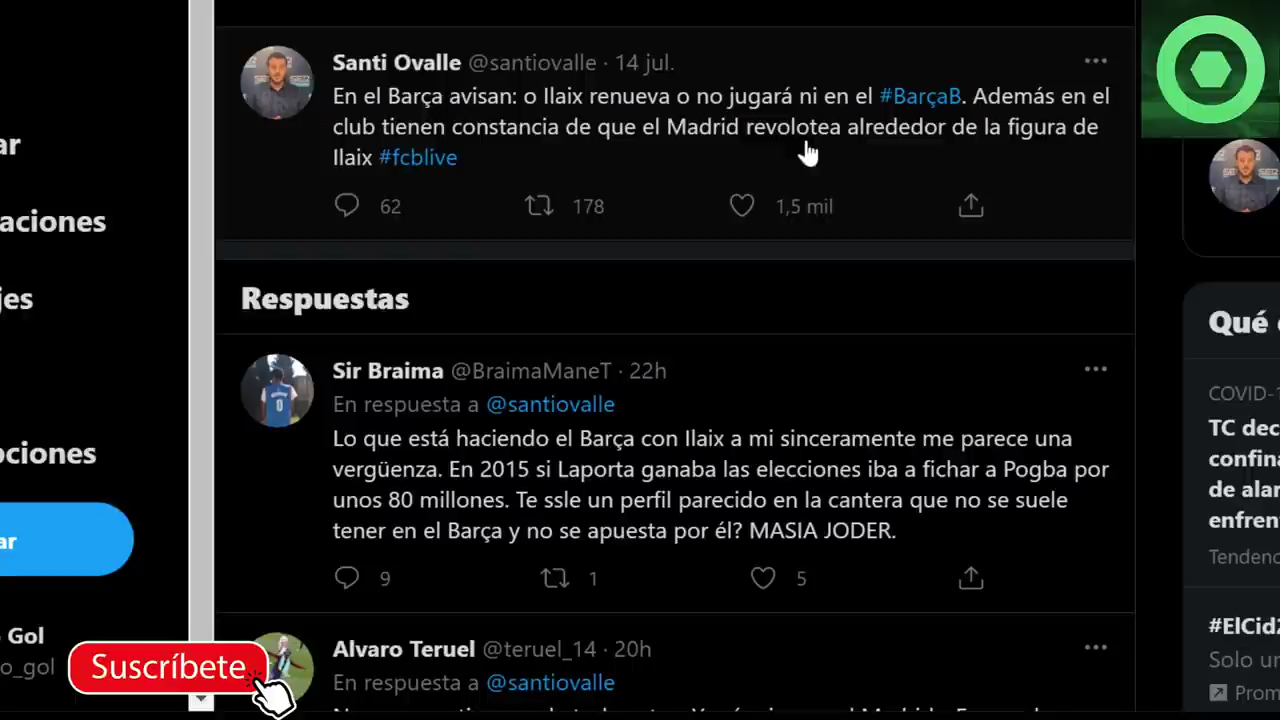 Santi Ovalle @santiovalle · 14 jul.
En el Barça avisan: o Ilaix renueva o no jugará ni en el #BarçaB. Además en el
club tienen constancia de que el Madrid revolotea alrededor de la figura de
Ilaix #fcblive
62 178 1,5 mil
Respuestas
Sir Braima @BraimaManeT · 22h
En respuesta a @santiovalle
Lo que está haciendo el Barça con Ilaix a mi sinceramente me parece una
vergüenza. En 2015 si Laporta ganaba las elecciones iba a fichar a Pogba por
unos 80 millones. Te ssle un perfil parecido en la cantera que no se suele
tener en el Barça y no se apuesta por él? MASIA JODER.
9 1 5
Alvaro Teruel @teruel_14 · 20h
En respuesta a @santiovalle
ar
aciones
jes
ociones
ar
Gol
o_gol
Suscríbete
Qué
COVID-1
TC dec
confina
de alar
enfren
Tendenc
#ElCid2
Solo un
Prom